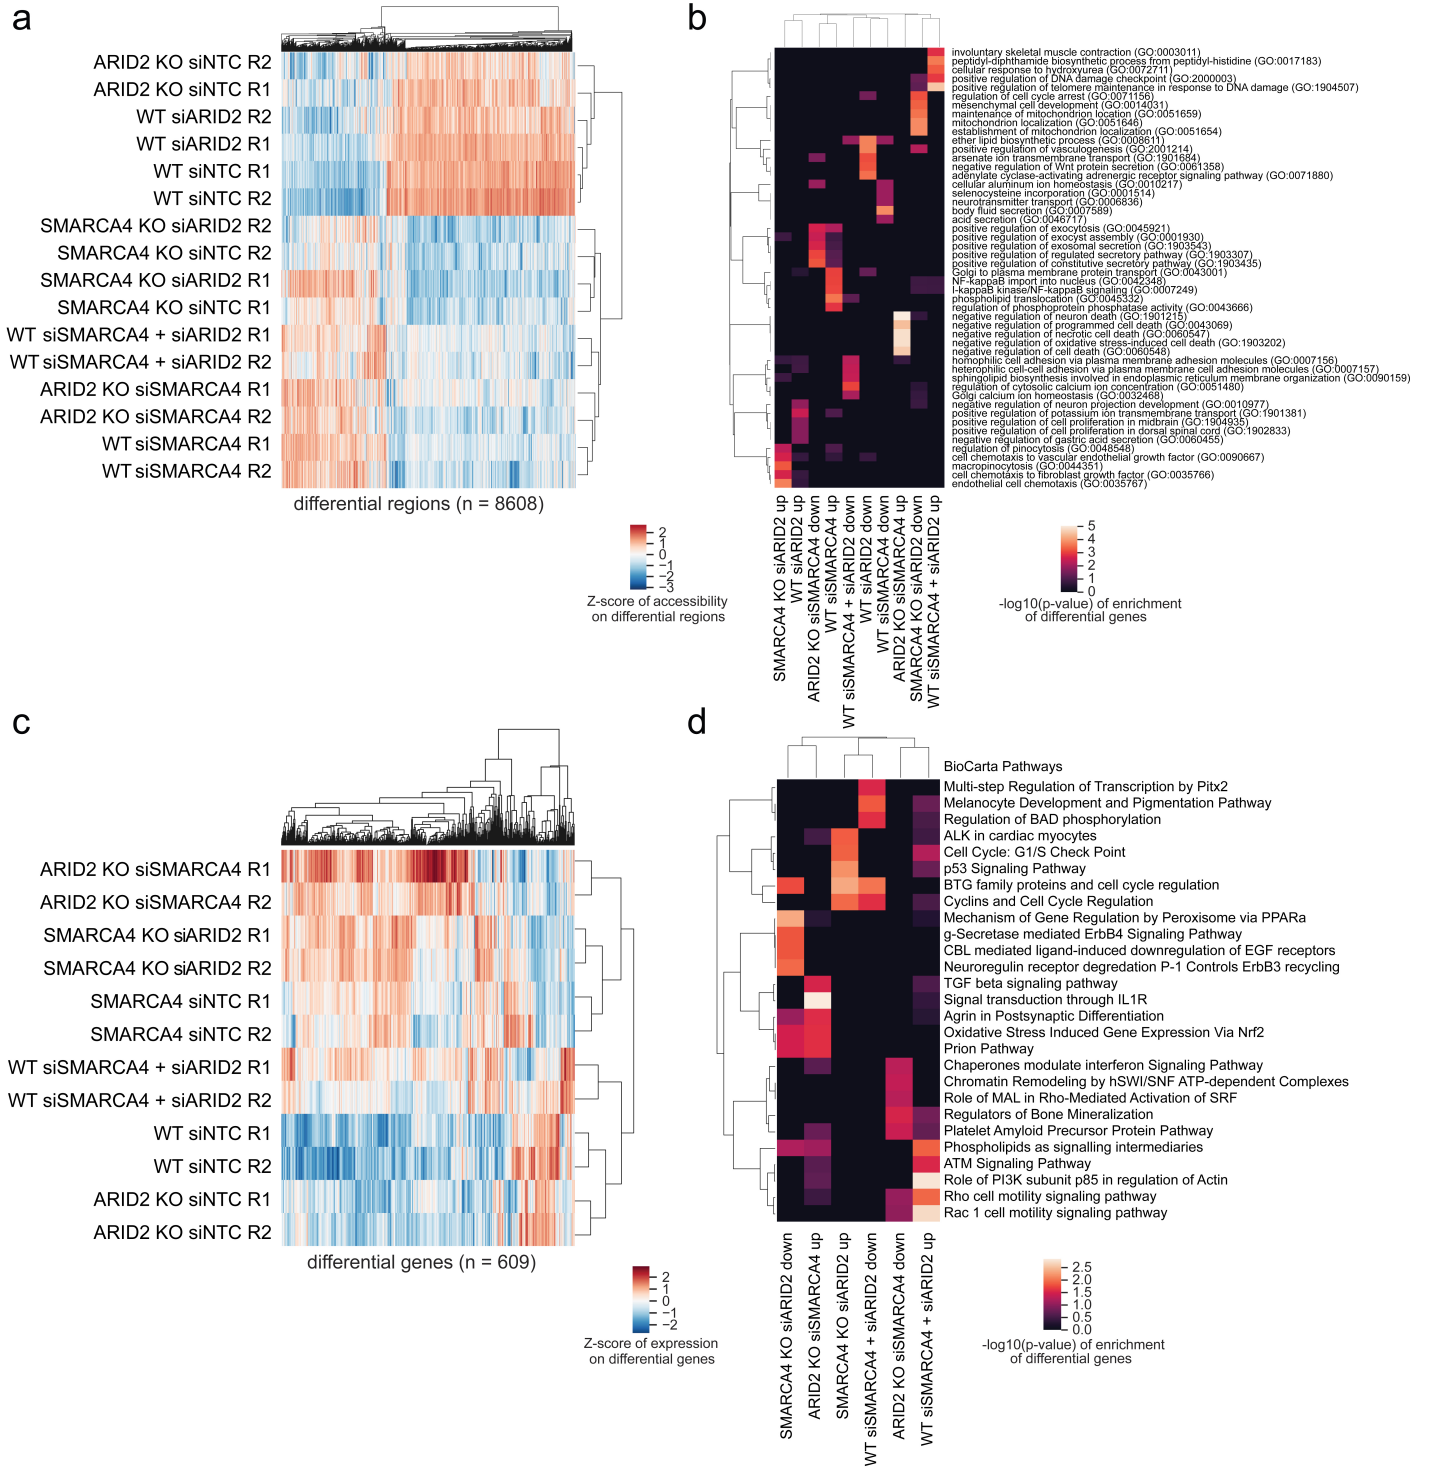 a
ARID2 KO siNTC R2
ARID2 KO siNTC R1
WT siARID2 R2
WT siARID2 R1
WT siNTC R1
WT siNTC R2
SMARCA4 KO siARID2 R2
SMARCA4 KO siNTC R2
SMARCA4 KO siARID2 R1
SMARCA4 KO siNTC R1
WT siSMARCA4 + siARID2 R1
WT siSMARCA4 + siARID2 R2
ARID2 KO siSMARCA4 R1
ARID2 KO siSMARCA4 R2
WT siSMARCA4 R1
WT siSMARCA4 R2
differential regions (n = 8608)
2
1
0
−1
−2
−3
Z-score of accessibility
on differential regions
b
involuntary skeletal muscle contraction (GO:0003011)
peptidyl-diphthamide biosynthetic process from peptidyl-histidine (GO:0017183)
cellular response to hydroxyurea (GO:0072711)
positive regulation of DNA damage checkpoint (GO:2000003)
positive regulation of telomere maintenance in response to DNA damage (GO:1904507)
regulation of cell cycle arrest (GO:0071156)
mesenchymal cell development (GO:0014031)
maintenance of mitochondrion location (GO:0051659)
mitochondrion localization (GO:0051646)
establishment of mitochondrion localization (GO:0051654)
ether lipid biosynthetic process (GO:0008611)
positive regulation of vasculogenesis (GO:2001214)
arsenate ion transmembrane transport (GO:1901684)
negative regulation of Wnt protein secretion (GO:0061358)
adenylate cyclase-activating adrenergic receptor signaling pathway (GO:0071880)
cellular aluminum ion homeostasis (GO:0010217)
selenocysteine incorporation (GO:0001514)
neurotransmitter transport (GO:0006836)
body fluid secretion (GO:0007589)
acid secretion (GO:0046717)
positive regulation of exocytosis (GO:0045921)
positive regulation of exocyst assembly (GO:0001930)
positive regulation of exosomal secretion (GO:1903543)
positive regulation of regulated secretory pathway (GO:1903307)
positive regulation of constitutive secretory pathway (GO:1903435)
Golgi to plasma membrane protein transport (GO:0043001)
NF-kappaB import into nucleus (GO:0042348)
I-kappaB kinase/NF-kappaB signaling (GO:0007249)
phospholipid translocation (GO:0045332)
regulation of phosphoprotein phosphatase activity (GO:0043666)
negative regulation of neuron death (GO:1901215)
negative regulation of programmed cell death (GO:0043069)
negative regulation of necrotic cell death (GO:0060547)
negative regulation of oxidative stress-induced cell death (GO:1903202)
negative regulation of cell death (GO:0060548)
homophilic cell adhesion via plasma membrane adhesion molecules (GO:0007156)
heterophilic cell-cell adhesion via plasma membrane cell adhesion molecules (GO:0007157)
sphingolipid biosynthesis involved in endoplasmic reticulum membrane organization (GO:0090159)
regulation of cytosolic calcium ion concentration (GO:0051480)
Golgi calcium ion homeostasis (GO:0032468)
negative regulation of neuron projection development (GO:0010977)
positive regulation of potassium ion transmembrane transport (GO:1901381)
positive regulation of cell proliferation in midbrain (GO:1904935)
positive regulation of cell proliferation in dorsal spinal cord (GO:1902833)
negative regulation of gastric acid secretion (GO:0060455)
regulation of pinocytosis (GO:0048548)
cell chemotaxis to vascular endothelial growth factor (GO:0090667)
macropinocytosis (GO:0044351)
cell chemotaxis to fibroblast growth factor (GO:0035766)
endothelial cell chemotaxis (GO:0035767)
SMARCA4 KO siARID2 up
WT siARID2 up
ARID2 KO siSMARCA4 down
WT siSMARCA4 up
WT siSMARCA4 + siARID2 down
WT siARID2 down
WT siSMARCA4 down
ARID2 KO siSMARCA4 up
SMARCA4 KO siARID2 down
WT siSMARCA4 + siARID2 up
5
4
3
2
1
0
-log10(p-value) of enrichment
of differential genes
c
ARID2 KO siSMARCA4 R1
ARID2 KO siSMARCA4 R2
SMARCA4 KO siARID2 R1
SMARCA4 KO siARID2 R2
SMARCA4 siNTC R1
SMARCA4 siNTC R2
WT siSMARCA4 + siARID2 R1
WT siSMARCA4 + siARID2 R2
WT siNTC R1
WT siNTC R2
ARID2 KO siNTC R1
ARID2 KO siNTC R2
differential genes (n = 609)
2
1
0
−1
−2
Z-score of expression
on differential genes
d
BioCarta Pathways
Multi-step Regulation of Transcription by Pitx2
Melanocyte Development and Pigmentation Pathway
Regulation of BAD phosphorylation
ALK in cardiac myocytes
Cell Cycle: G1/S Check Point
p53 Signaling Pathway
BTG family proteins and cell cycle regulation
Cyclins and Cell Cycle Regulation
Mechanism of Gene Regulation by Peroxisome via PPARa
g-Secretase mediated ErbB4 Signaling Pathway
CBL mediated ligand-induced downregulation of EGF receptors
Neuroregulin receptor degredation P-1 Controls ErbB3 recycling
TGF beta signaling pathway
Signal transduction through IL1R
Agrin in Postsynaptic Differentiation
Oxidative Stress Induced Gene Expression Via Nrf2
Prion Pathway
Chaperones modulate interferon Signaling Pathway
Chromatin Remodeling by hSWI/SNF ATP-dependent Complexes
Role of MAL in Rho-Mediated Activation of SRF
Regulators of Bone Mineralization
Platelet Amyloid Precursor Protein Pathway
Phospholipids as signalling intermediaries
ATM Signaling Pathway
Role of PI3K subunit p85 in regulation of Actin
Rho cell motility signaling pathway
Rac 1 cell motility signaling pathway
SMARCA4 KO siARID2 down
ARID2 KO siSMARCA4 up
SMARCA4 KO siARID2 up
WT siSMARCA4 + siARID2 down
ARID2 KO siSMARCA4 down
WT siSMARCA4 + siARID2 up
2.5
2.0
1.5
1.0
0.5
0.0
-log10(p-value) of enrichment
of differential genes